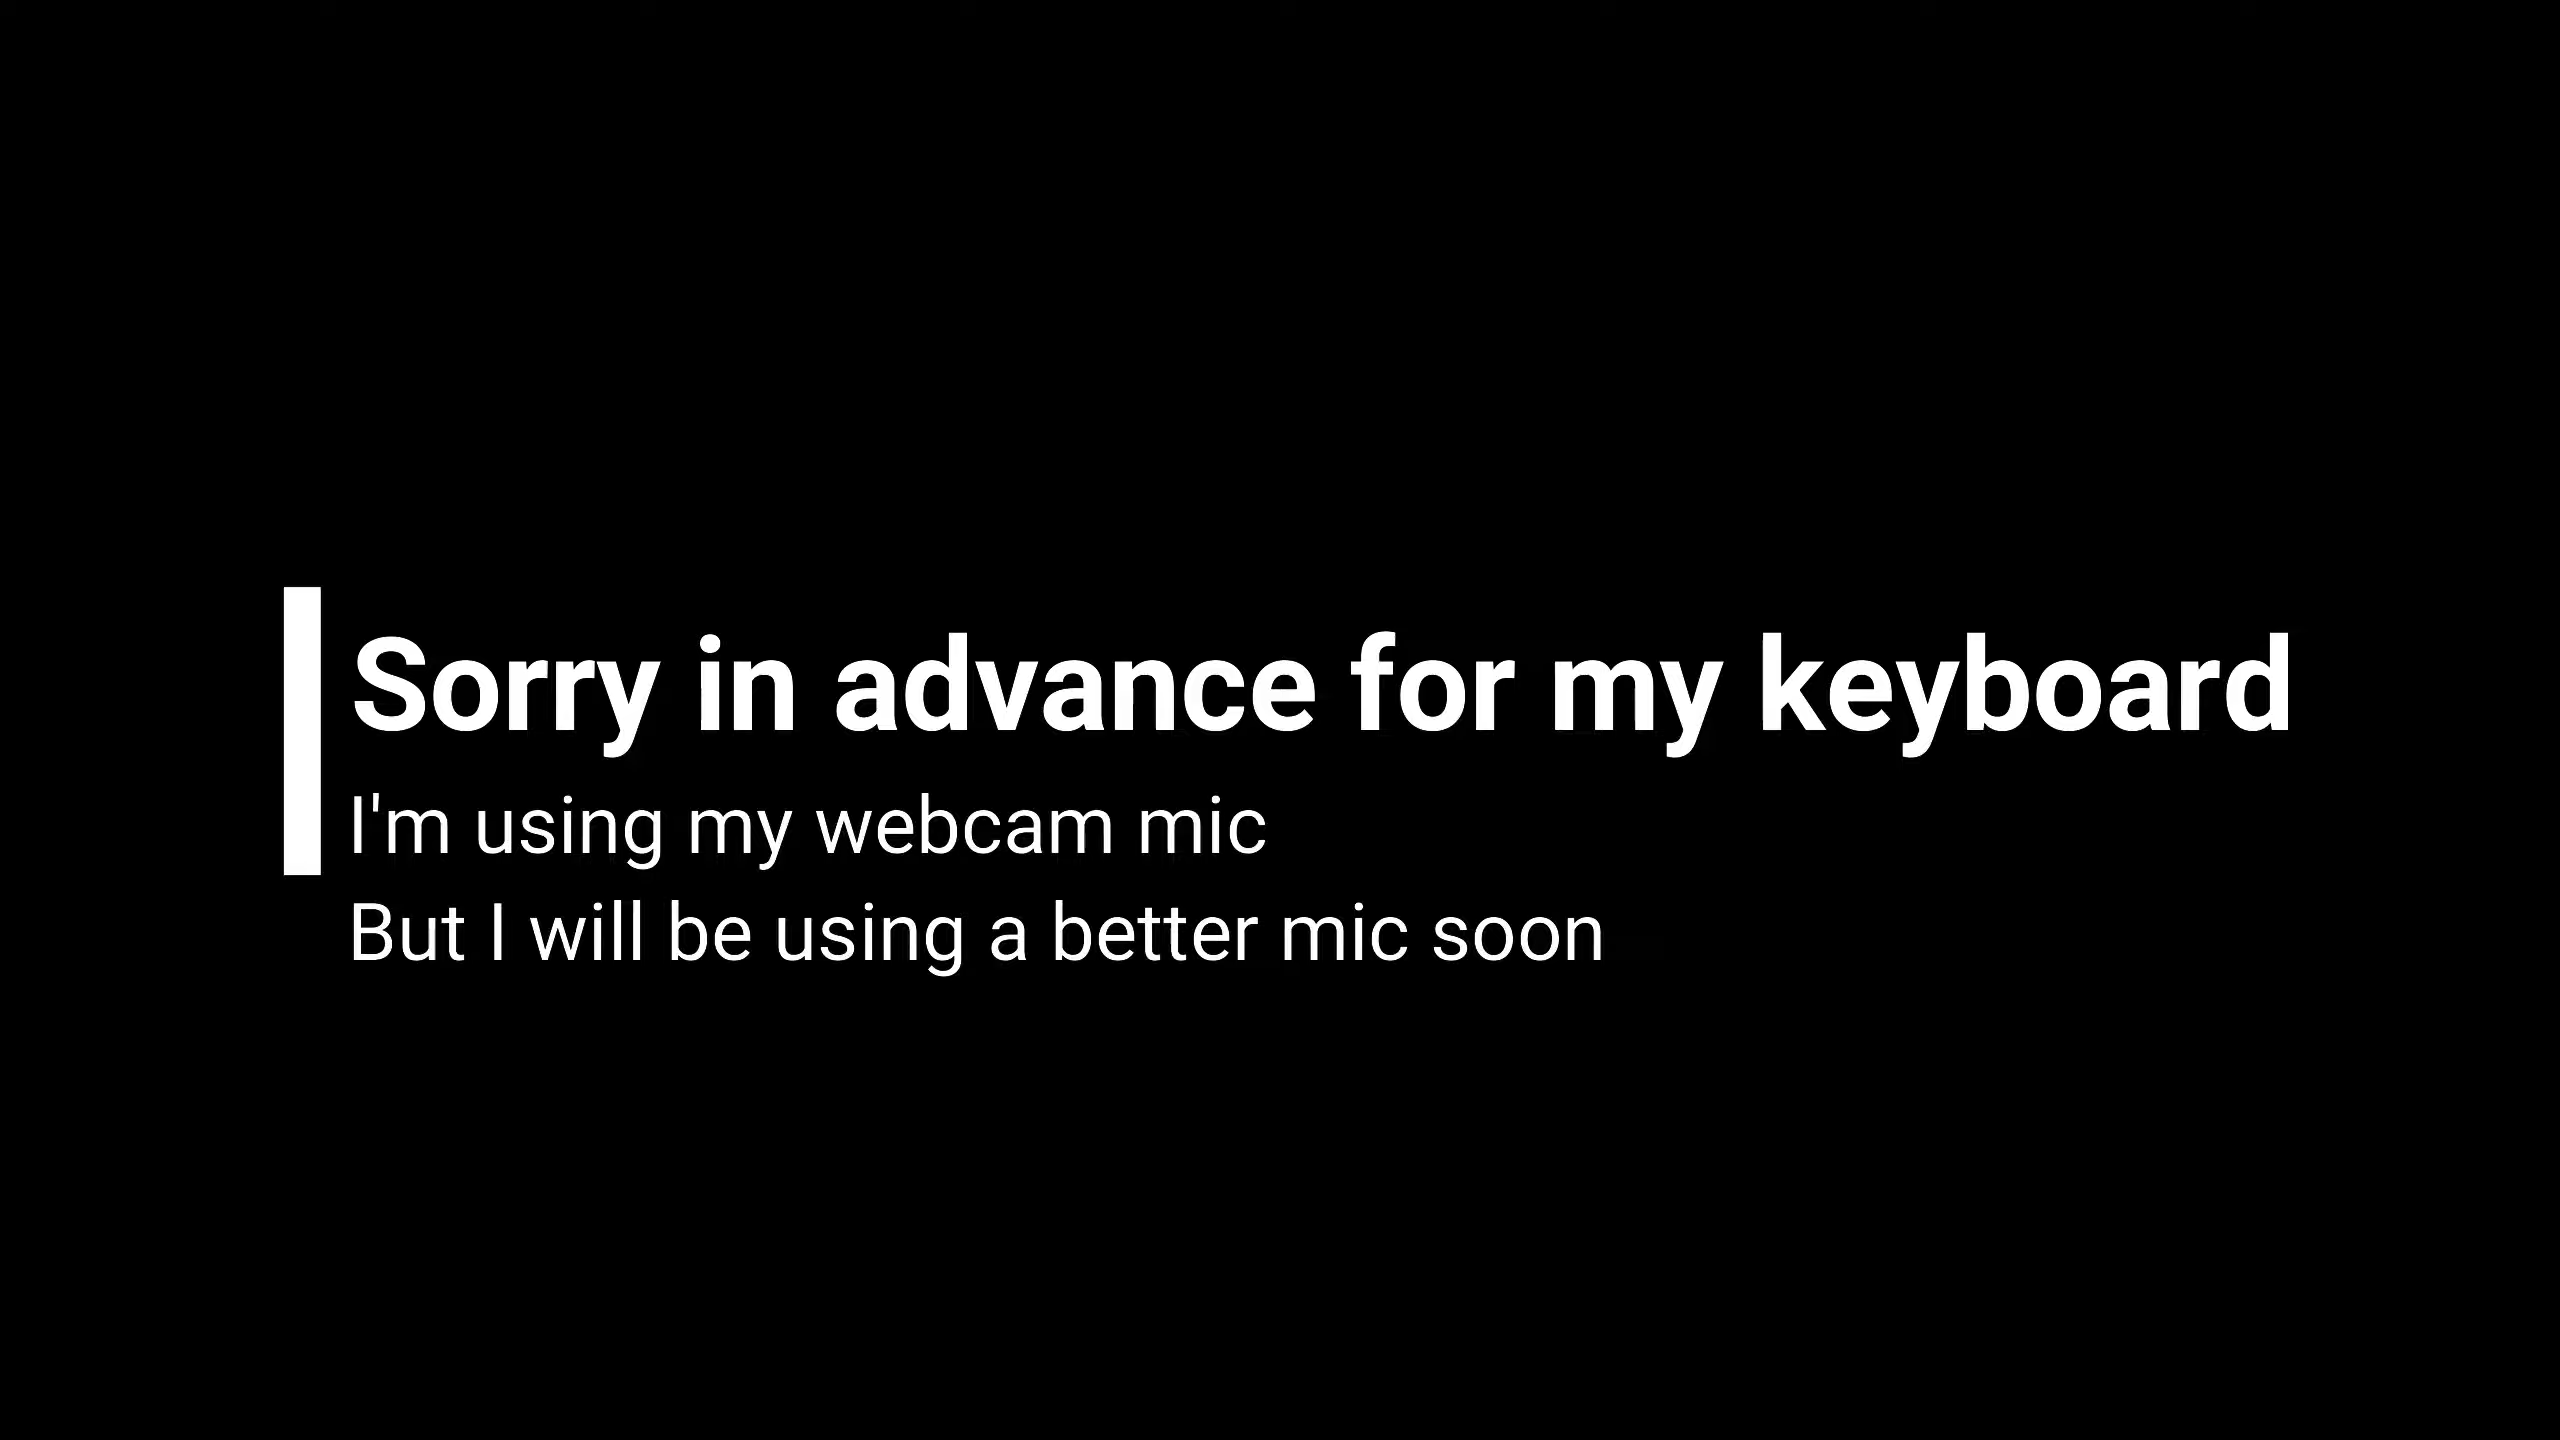 Sorry in advance for my keyboard
I'm using my webcam mic
But I will be using a better mic soon